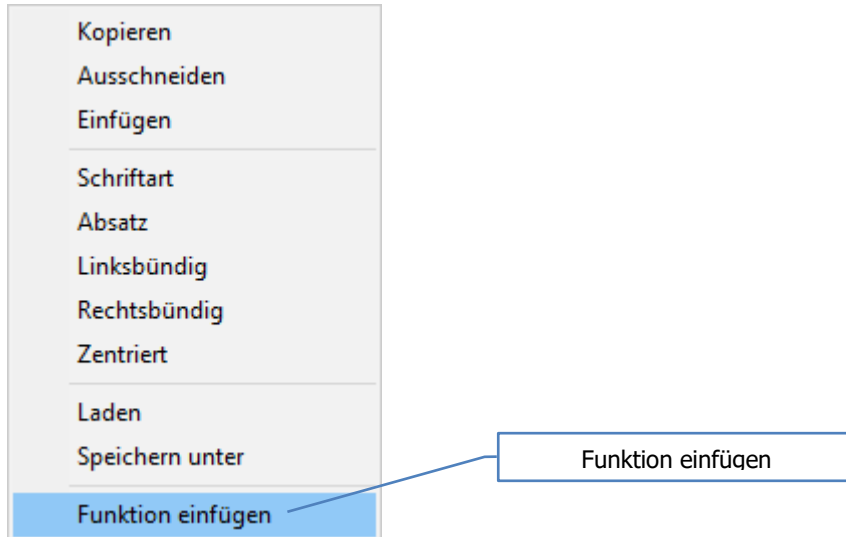 Kopieren
Ausschneiden
Einfügen
Schriftart
Absatz
Linksbündig
Rechtsbündig
Zentriert
Laden
Speichern unter
Funktion einfügen
Funktion einfügen